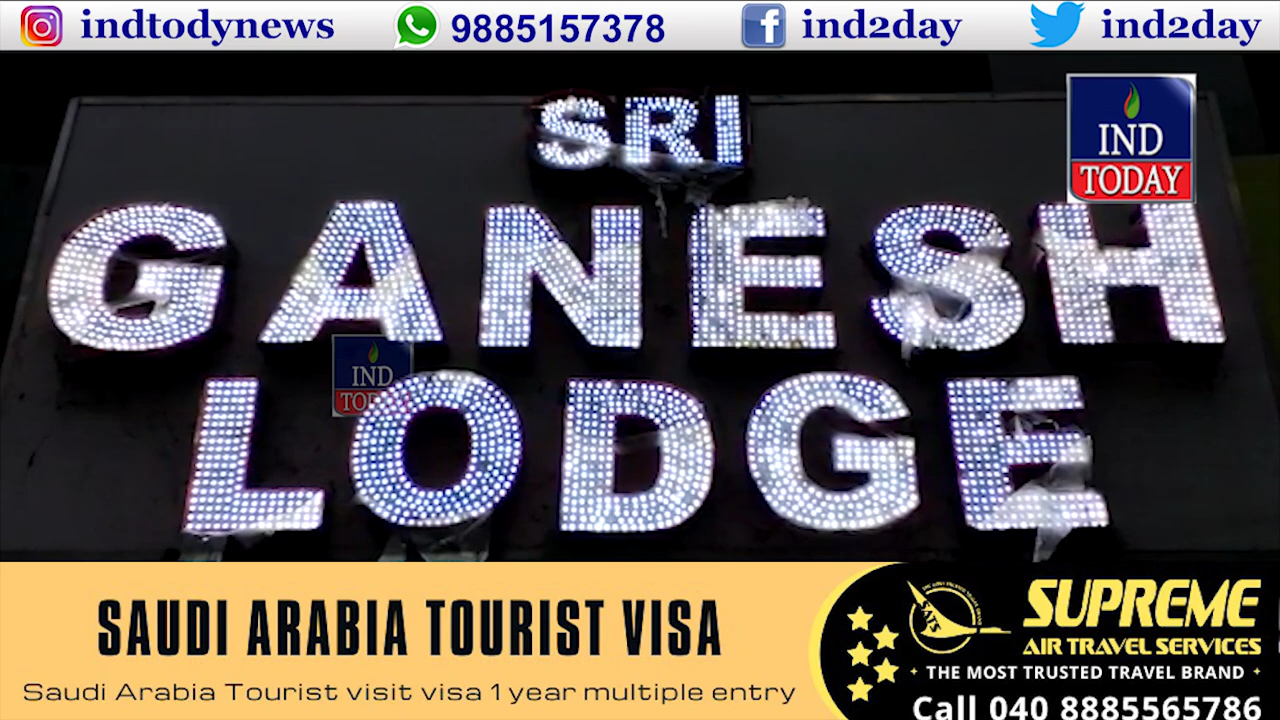 indtodynews 9885157378 ind2day ind2day
SRI
IND
TODAY
GANESH
LODGE
IND
TODAY
SAUDI ARABIA TOURIST VISA
Saudi Arabia Tourist visit visa 1 year multiple entry
SATS
SUPREME
AIR TRAVEL SERVICES
THE MOST TRUSTED TRAVEL BRAND
Call 040 8885565786